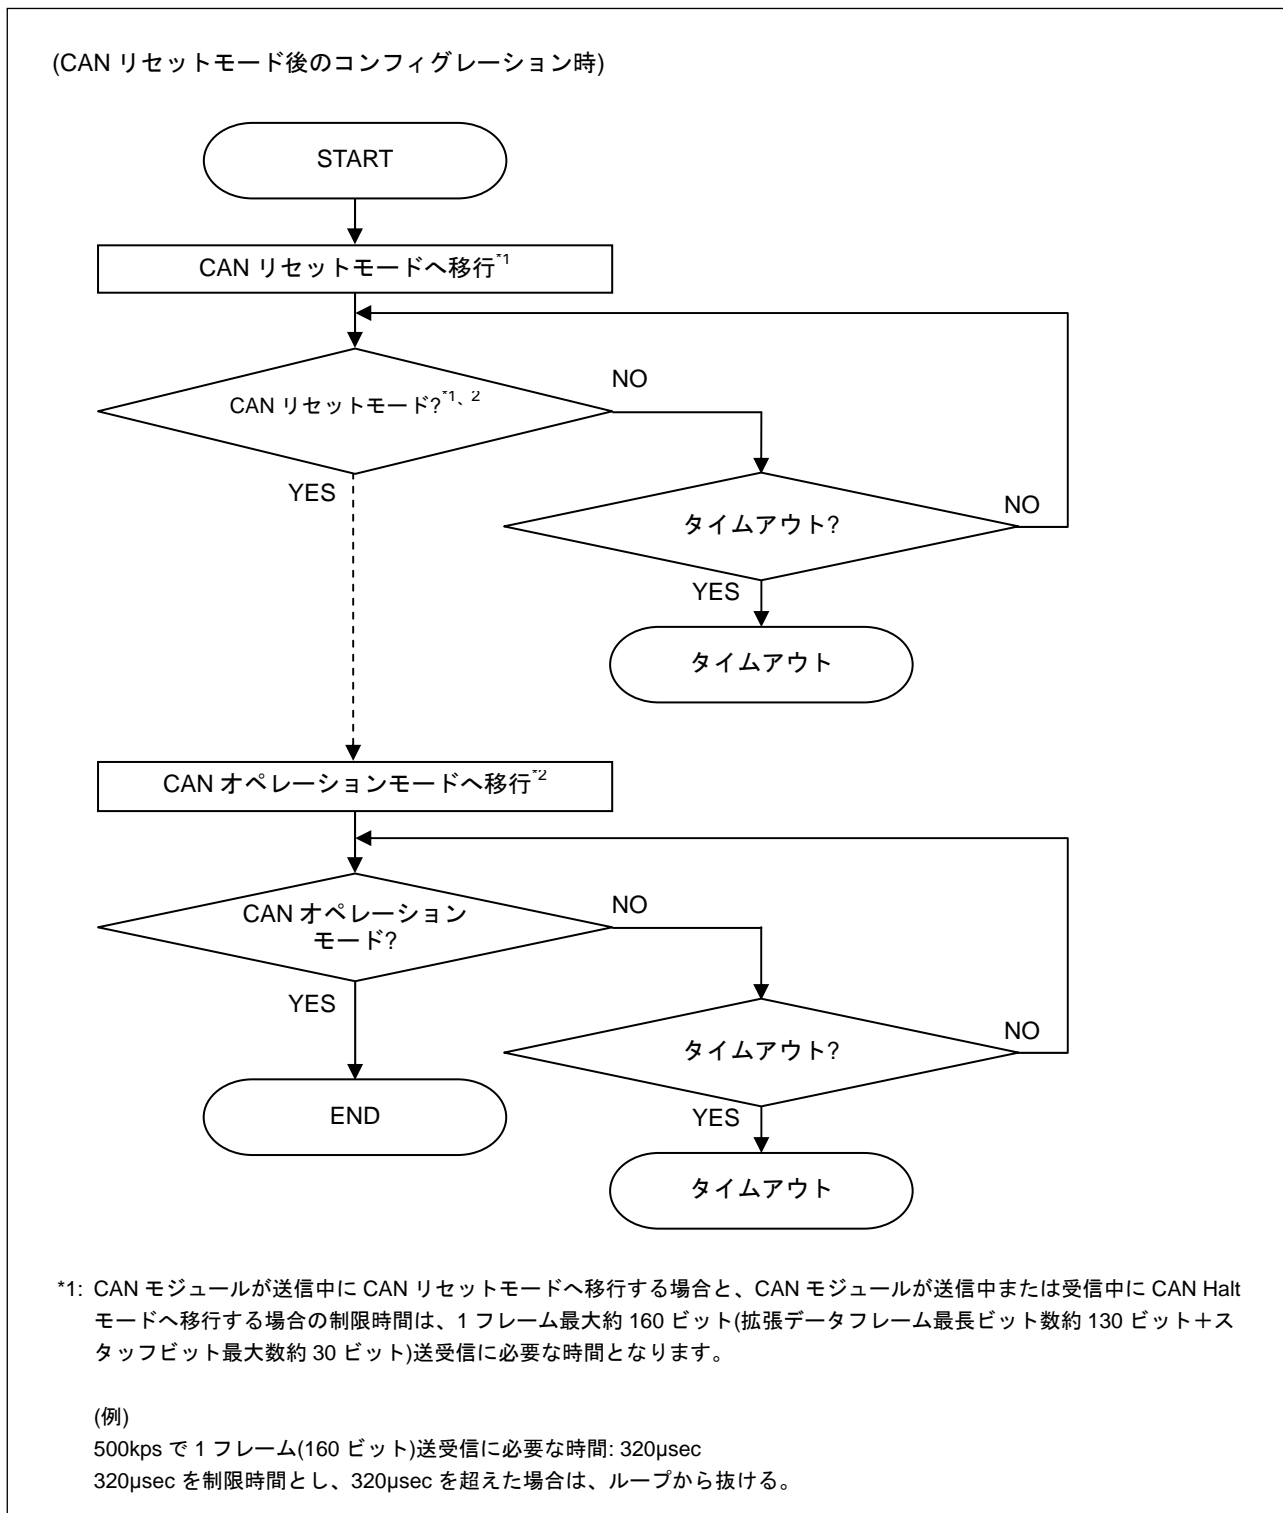 (CAN リセットモード後のコンフィグレーション時)
START
CAN リセットモードへ移行*1
CAN リセットモード?*1、2
NO
YES
タイムアウト?
NO
YES
タイムアウト
CAN オペレーションモードへ移行*2
CAN オペレーション
モード?
NO
YES
タイムアウト?
NO
END
YES
タイムアウト
*1: CAN モジュールが送信中に CAN リセットモードへ移行する場合と、CAN モジュールが送信中または受信中に CAN Halt
モードへ移行する場合の制限時間は、1 フレーム最大約 160 ビット(拡張データフレーム最長ビット数約 130 ビット＋ス
タッフビット最大数約 30 ビット)送受信に必要な時間となります。
(例)
500kps で 1 フレーム(160 ビット)送受信に必要な時間: 320µsec
320µsec を制限時間とし、320µsec を超えた場合は、ループから抜ける。